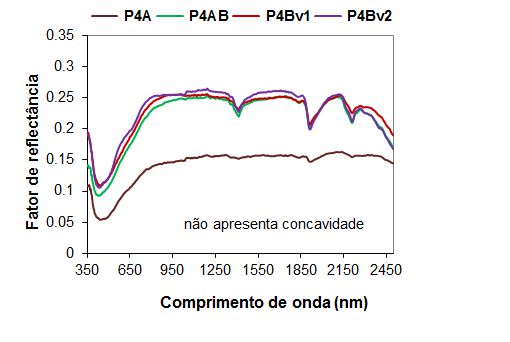 P4A P4AB P4Bv1 P4Bv2
0.35
0.3
0.25
0.2
0.15
0.1
0.05
0
Fator de reflectância
não apresenta concavidade
350 650 950 1250 1550 1850 2150 2450
Comprimento de onda (nm)